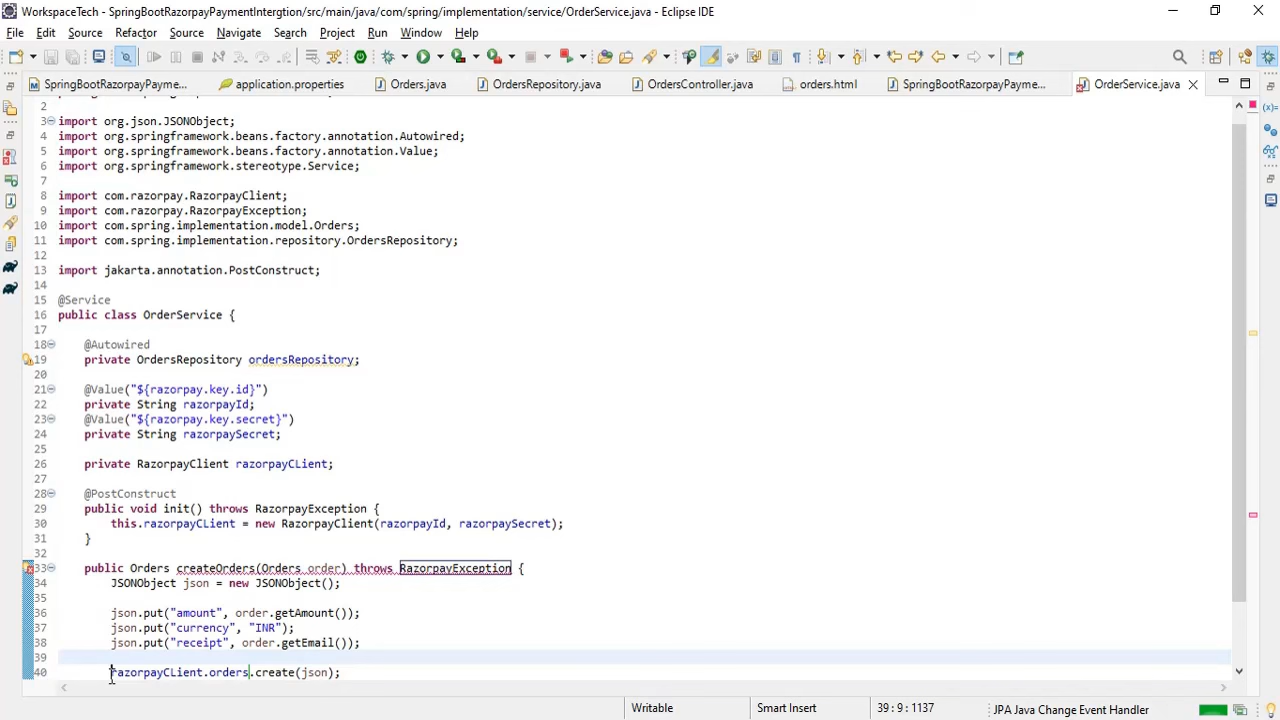 WorkspaceTech - SpringBootRazorpayPaymentIntergtion/src/main/java/com/spring/implementation/service/OrderService.java - Eclipse IDE
File Edit Source Refactor Source Navigate Search Project Run Window Help
SpringBootRazorpayPayme... application.properties Orders.java OrdersRepository.java OrdersController.java orders.html SpringBootRazorpayPayme... OrderService.java
2
3 import org.json.JSONObject;
4 import org.springframework.beans.factory.annotation.Autowired;
5 import org.springframework.beans.factory.annotation.Value;
6 import org.springframework.stereotype.Service;
7
8 import com.razorpay.RazorpayClient;
9 import com.razorpay.RazorpayException;
10 import com.spring.implementation.model.Orders;
11 import com.spring.implementation.repository.OrdersRepository;
12
13 import jakarta.annotation.PostConstruct;
14
15 @Service
16 public class OrderService {
17
18 @Autowired
19 private OrdersRepository ordersRepository;
20
21 @Value("${razorpay.key.id}")
22 private String razorpayId;
23 @Value("${razorpay.key.secret}")
24 private String razorpaySecret;
25
26 private RazorpayClient razorpayCLient;
27
28 @PostConstruct
29 public void init() throws RazorpayException {
30 this.razorpayCLient = new RazorpayClient(razorpayId, razorpaySecret);
31 }
32
33 public Orders createOrders(Orders order) throws RazorpayException {
34 JSONObject json = new JSONObject();
35
36 json.put("amount", order.getAmount());
37 json.put("currency", "INR");
38 json.put("receipt", order.getEmail());
39
40 razorpayCLient.orders.create(json);
Writable Smart Insert 39 : 9 : 1137 JPA Java Change Event Handler